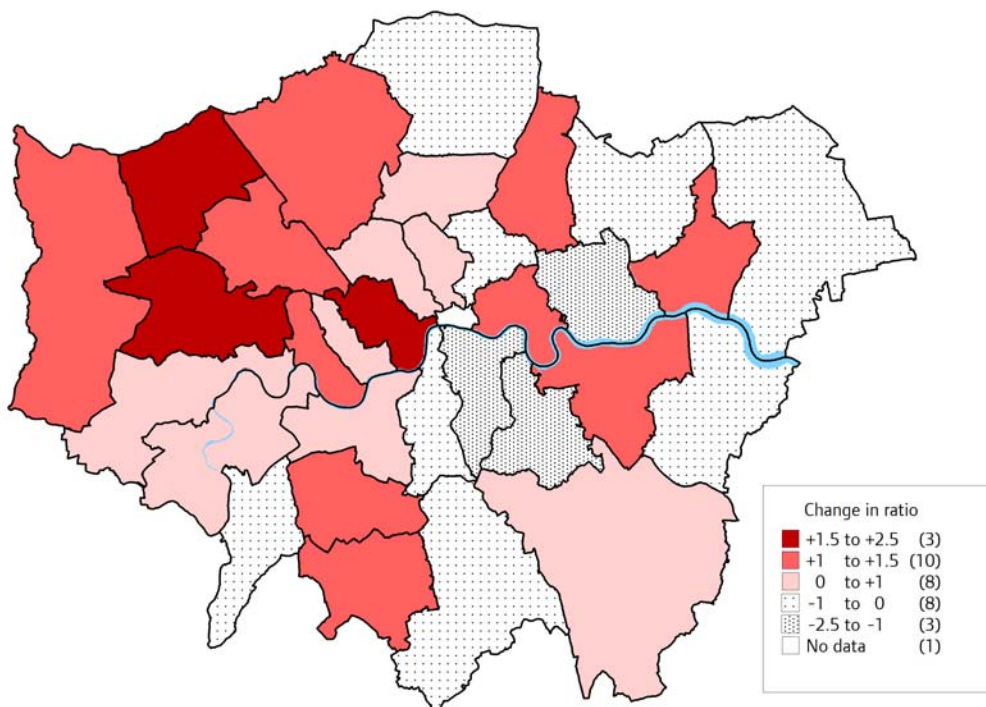 Change in ratio
+1.5 to +2.5 (3)
+1 to +1.5 (10)
0 to +1 (8)
-1 to 0 (8)
-2.5 to -1 (3)
No data (1)